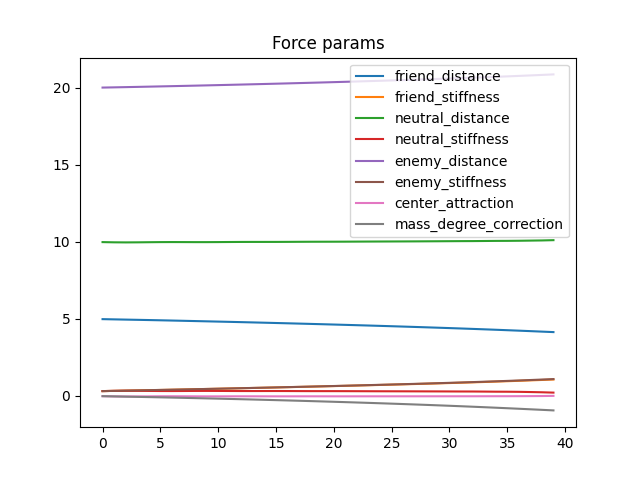 Force params
friend_distance
friend_stiffness
neutral_distance
neutral_stiffness
enemy_distance
enemy_stiffness
center_attraction
mass_degree_correction
20
15
10
5
0
0 5 10 15 20 25 30 35 40